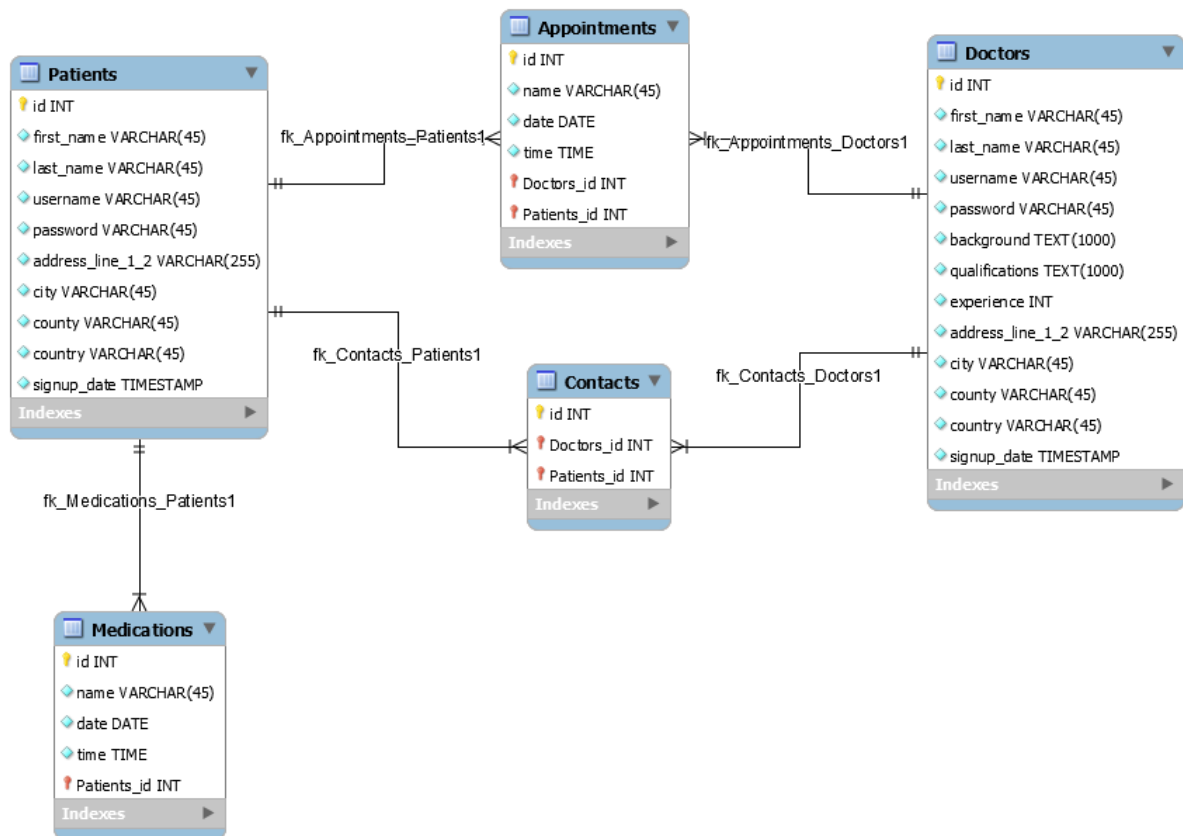 Patients
id INT
first_name VARCHAR(45)
last_name VARCHAR(45)
username VARCHAR(45)
password VARCHAR(45)
address_line_1_2 VARCHAR(255)
city VARCHAR(45)
county VARCHAR(45)
country VARCHAR(45)
signup_date TIMESTAMP
Indexes
fk_Appointments_Patients1
Appointments
id INT
name VARCHAR(45)
date DATE
time TIME
Doctors_id INT
Patients_id INT
Indexes
fk_Appointments_Doctors1
Doctors
id INT
first_name VARCHAR(45)
last_name VARCHAR(45)
username VARCHAR(45)
password VARCHAR(45)
background TEXT(1000)
qualifications TEXT(1000)
experience INT
address_line_1_2 VARCHAR(255)
city VARCHAR(45)
county VARCHAR(45)
country VARCHAR(45)
signup_date TIMESTAMP
Indexes
fk_Contacts_Patients1
Contacts
id INT
Doctors_id INT
Patients_id INT
Indexes
fk_Contacts_Doctors1
fk_Medications_Patients1
Medications
id INT
name VARCHAR(45)
date DATE
time TIME
Patients_id INT
Indexes